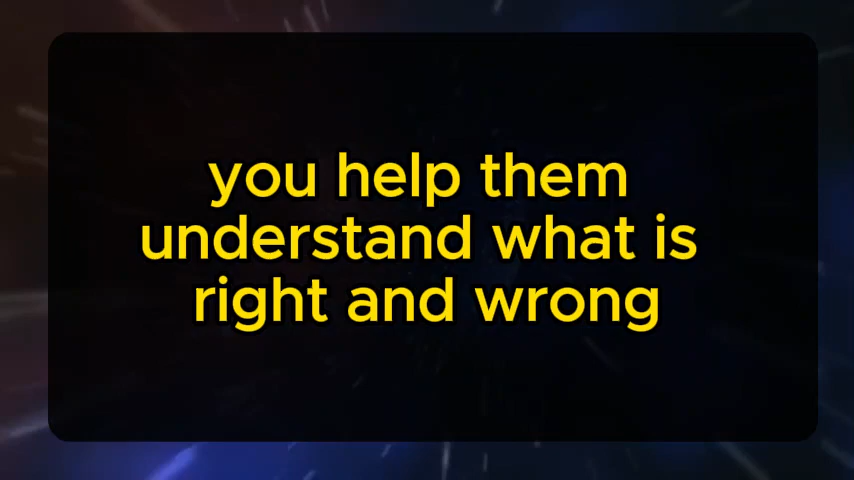 you help them
understand what is
right and wrong